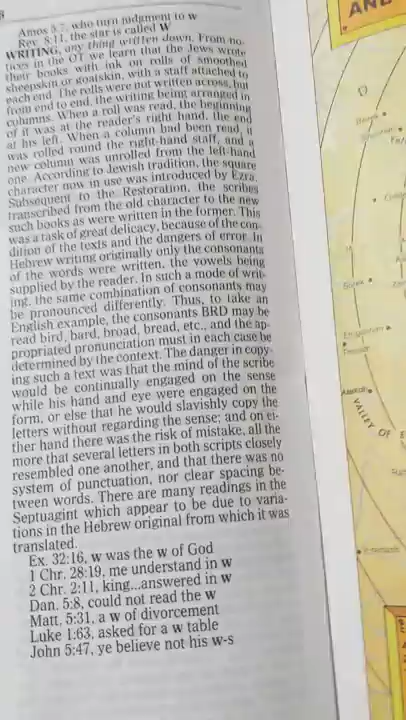 Amos 5:7, who turn judgment to w
Rev. 8:11, the star is called W
WRITING, any thing written down. From no-
tices in the OT we learn that the Jews wrote
their books with ink on rolls of smoothed
sheepskin or goatskin, with a staff attached to
each end. The rolls were not written across, but
from end to end, the writing being arranged in
columns. When a roll was read, the beginning
of it was at the reader's right hand, the end
at his left. When a column had been read, it
was rolled round the right-hand staff, and a
new column was unrolled from the left-hand
one. According to Jewish tradition, the square
character now in use was introduced by Ezra.
Subsequent to the Restoration, the scribes
transcribed from the old character to the new
such books as were written in the former. This
was a task of great delicacy, because of the con-
dition of the texts and the dangers of error. In
Hebrew writing originally only the consonants
of the words were written, the vowels being
supplied by the reader. In such a mode of writ-
ing, the same combination of consonants may
be pronounced differently. Thus, to take an
English example, the consonants BRD may be
read bird, bard, broad, bread, etc., and the ap-
propriated pronunciation must in each case be
determined by the context. The danger in copy-
ing such a text was that the mind of the scribe
would be continually engaged on the sense
while his hand and eye were engaged on the
form, or else that he would slavishly copy the
letters without regarding the sense; and on ei-
ther hand there was the risk of mistake, all the
more that several letters in both scripts closely
resembled one another, and that there was no
system of punctuation, nor clear spacing be-
tween words. There are many readings in the
Septuagint which appear to be due to varia-
tions in the Hebrew original from which it was
translated.
Ex. 32:16, w was the w of God
1 Chr. 28:19, me understand in w
2 Chr. 2:11, king...answered in w
Dan. 5:8, could not read the w
Matt. 5:31, a w of divorcement
Luke 1:63, asked for a w table
John 5:47, ye believe not his w-s
AND
VALLEY OF